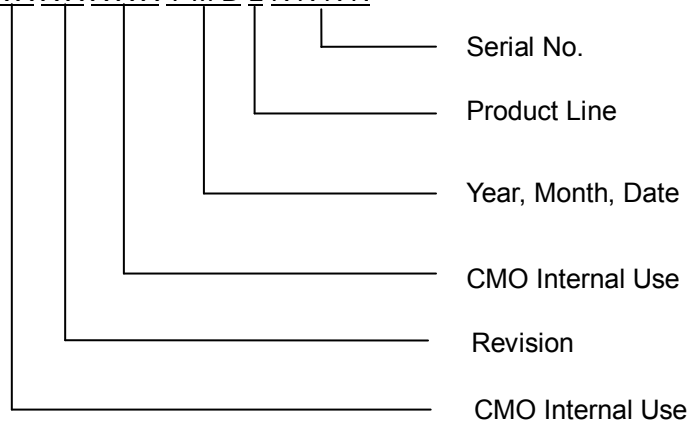 Serial No.
Product Line
Year, Month, Date
CMO Internal Use
Revision
CMO Internal Use